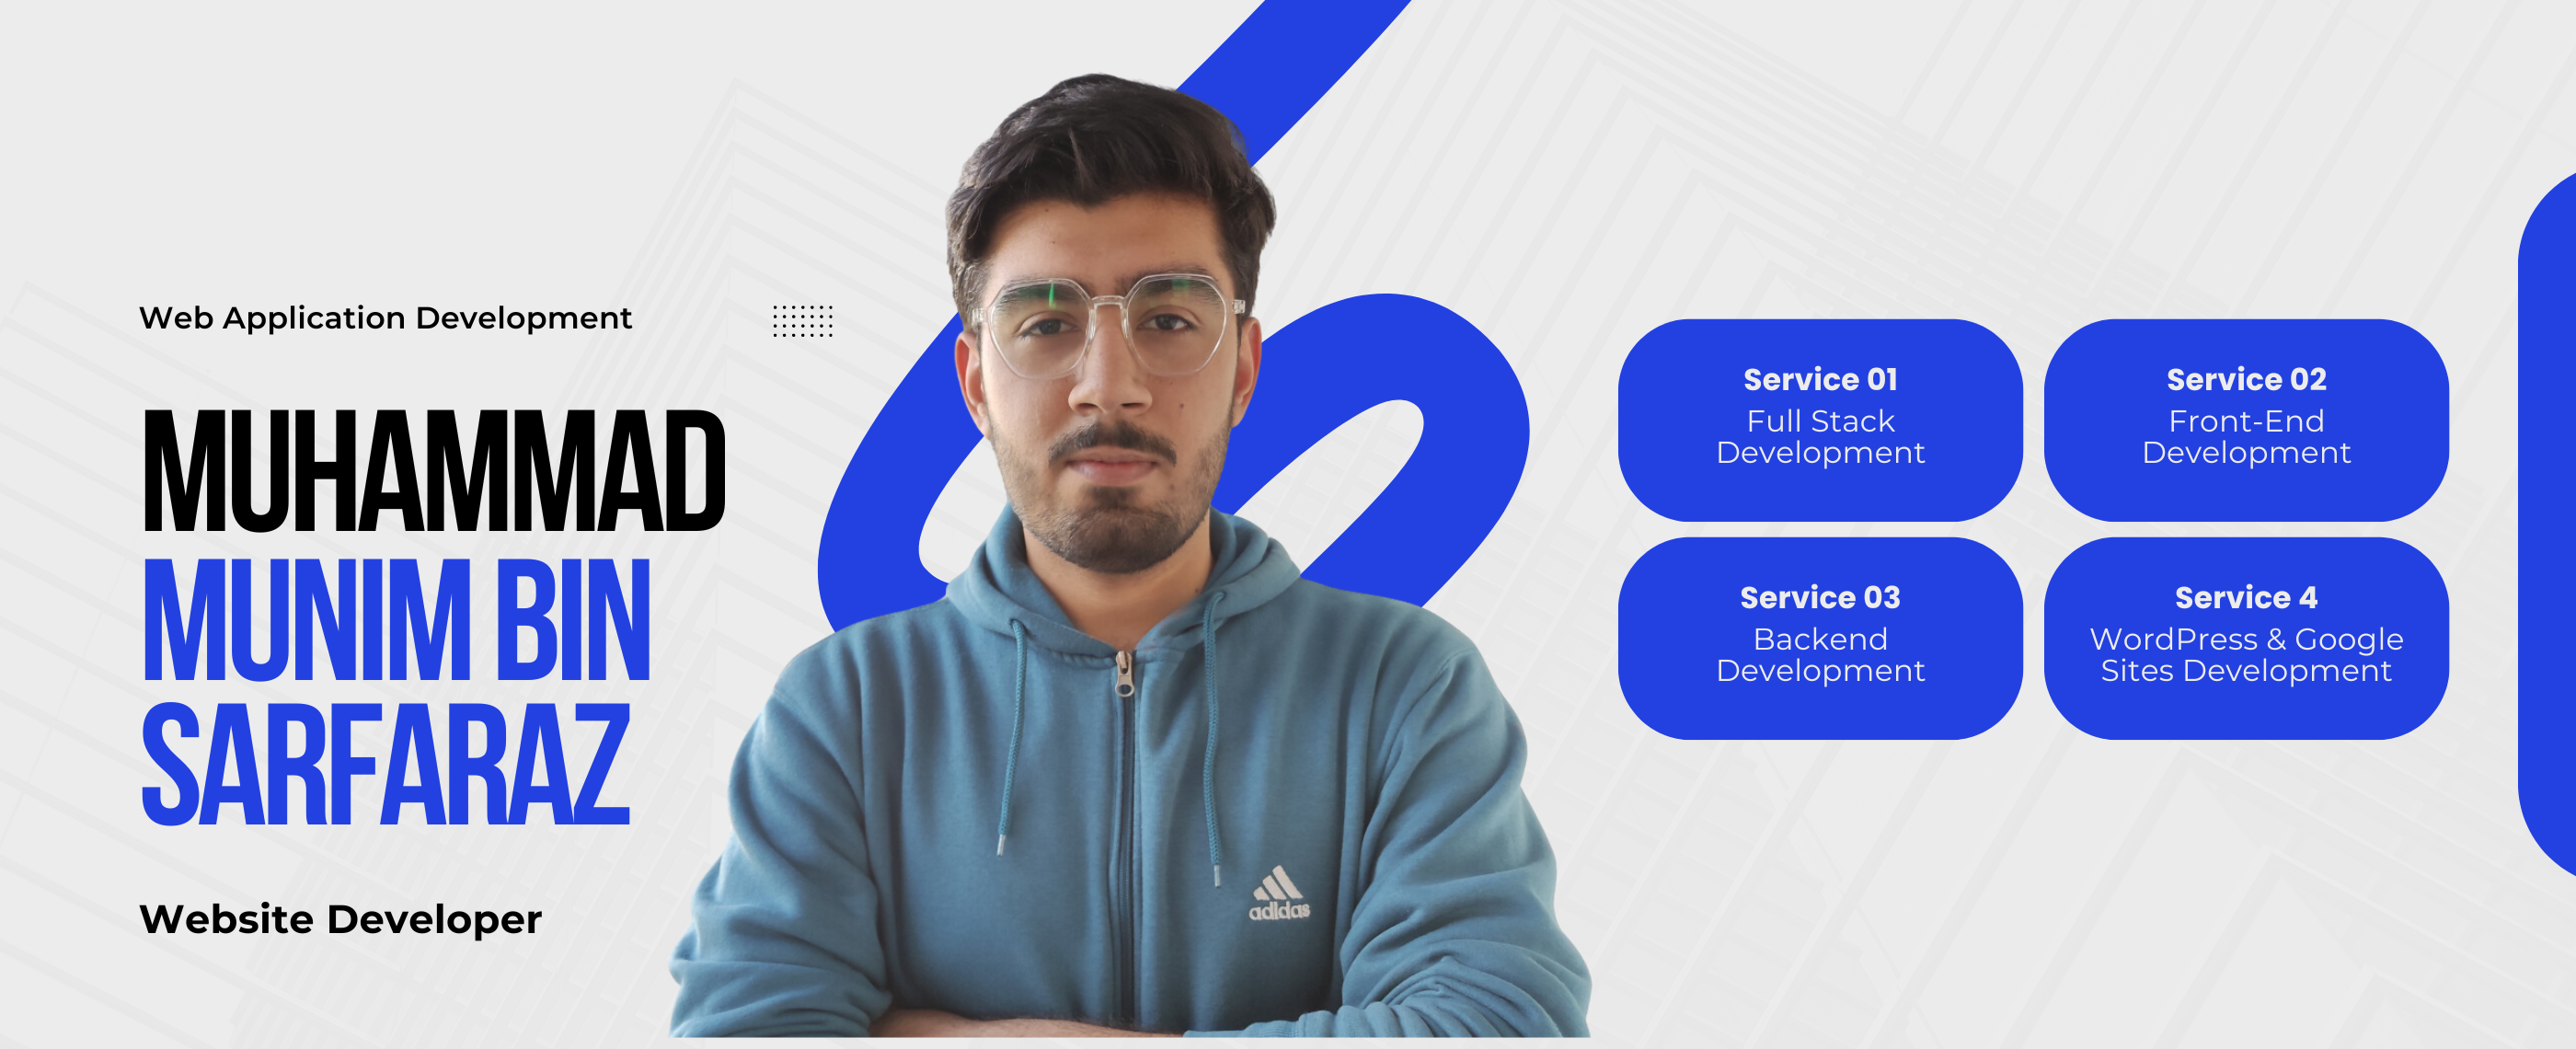 Web Application Development
MUHAMMAD
MUNIM BIN
SARFARAZ
Website Developer
adidas
Service 01
Full Stack
Development
Service 02
Front-End
Development
Service 03
Backend
Development
Service 4
WordPress & Google
Sites Development